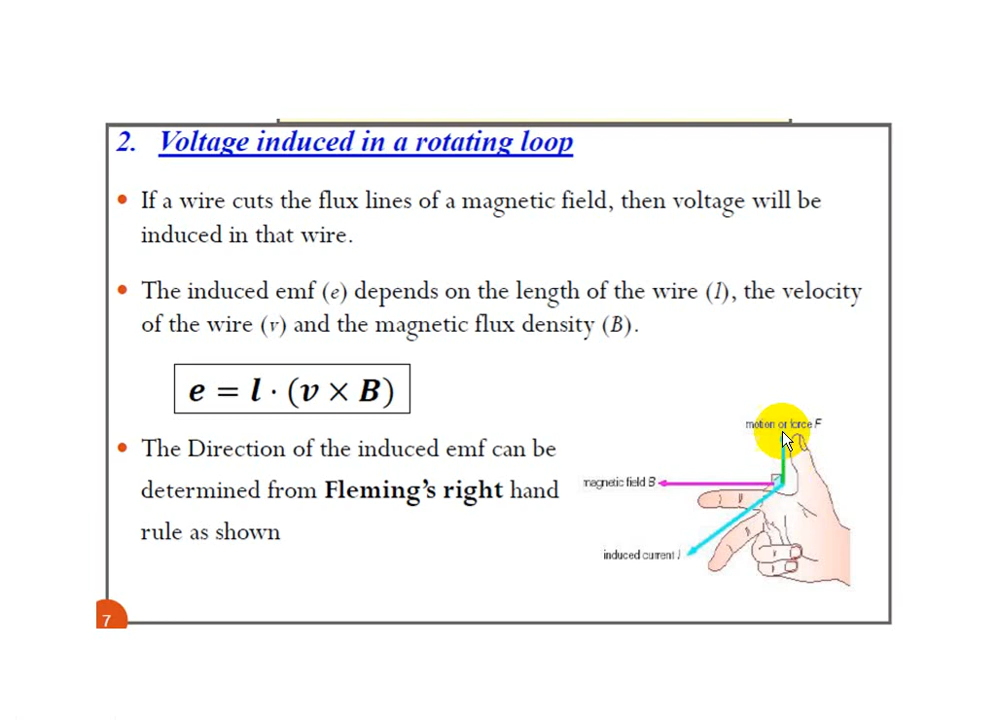 2. Voltage induced in a rotating loop
• If a wire cuts the flux lines of a magnetic field, then voltage will be
induced in that wire.
• The induced emf (e) depends on the length of the wire (I), the velocity
of the wire (v) and the magnetic flux density (B).
e = l · (v × B)
• The Direction of the induced emf can be
determined from Fleming's right hand
rule as shown
motion or force F
magnetic field B
induced current I
7